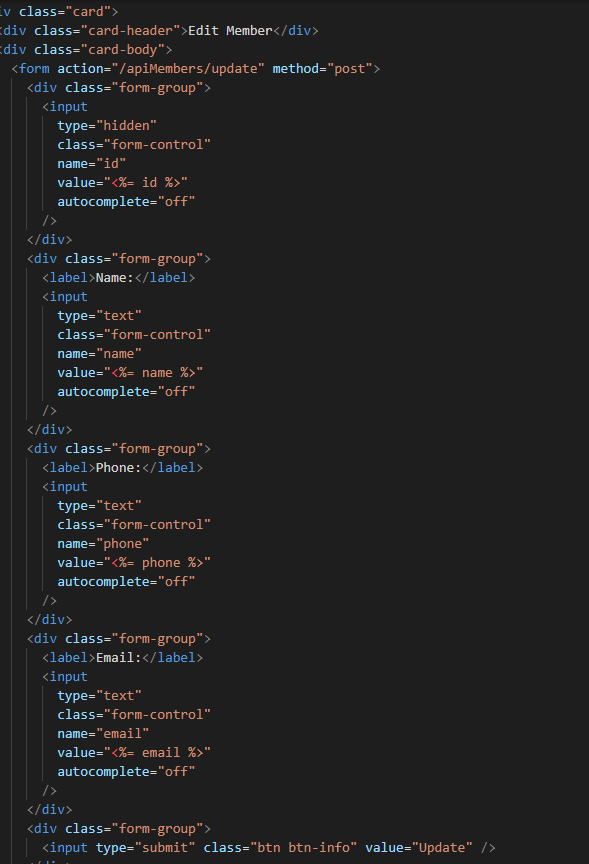 iv class="card">
<div class="card-header">Edit Member</div>
<div class="card-body">
<form action="/apiMembers/update" method="post">
<div class="form-group">
<input
type="hidden"
class="form-control"
name="id"
value="<%= id %>"
autocomplete="off"
/>
</div>
<div class="form-group">
<label>Name:</label>
<input
type="text"
class="form-control"
name="name"
value="<%= name %>"
autocomplete="off"
/>
</div>
<div class="form-group">
<label>Phone:</label>
<input
type="text"
class="form-control"
name="phone"
value="<%= phone %>"
autocomplete="off"
/>
</div>
<div class="form-group">
<label>Email:</label>
<input
type="text"
class="form-control"
name="email"
value="<%= email %>"
autocomplete="off"
/>
</div>
<div class="form-group">
<input type="submit" class="btn btn-info" value="Update" />